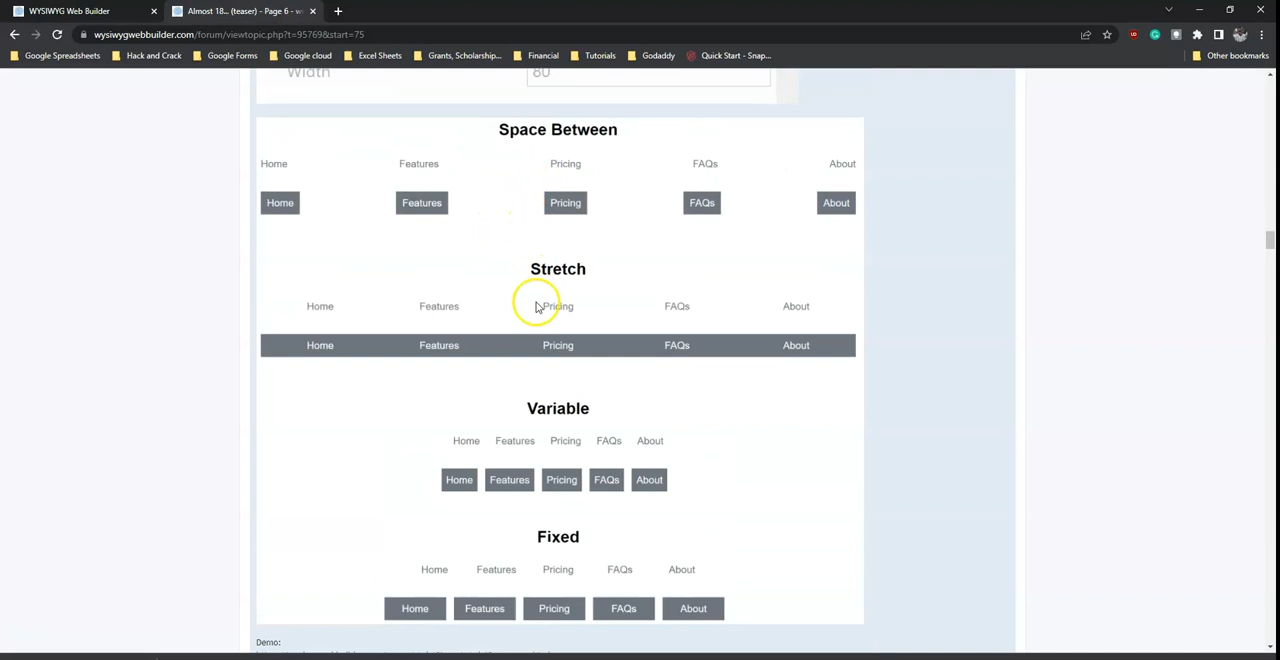 WYSIWYG Web Builder
Almost 18... (teaser) - Page 6 - w
wysiwygwebbuilder.com/forum/viewtopic.php?t=95769&start=75
Google Spreadsheets Hack and Crack Google Forms Google cloud Excel Sheets Grants, Scholarship... Financial Tutorials Godaddy Quick Start - Snap... Other bookmarks
Width 80
Space Between
Home Features Pricing FAQs About
Home Features Pricing FAQs About
Stretch
Home Features Pricing FAQs About
Home Features Pricing FAQs About
Variable
Home Features Pricing FAQs About
Home Features Pricing FAQs About
Fixed
Home Features Pricing FAQs About
Home Features Pricing FAQs About
Demo: